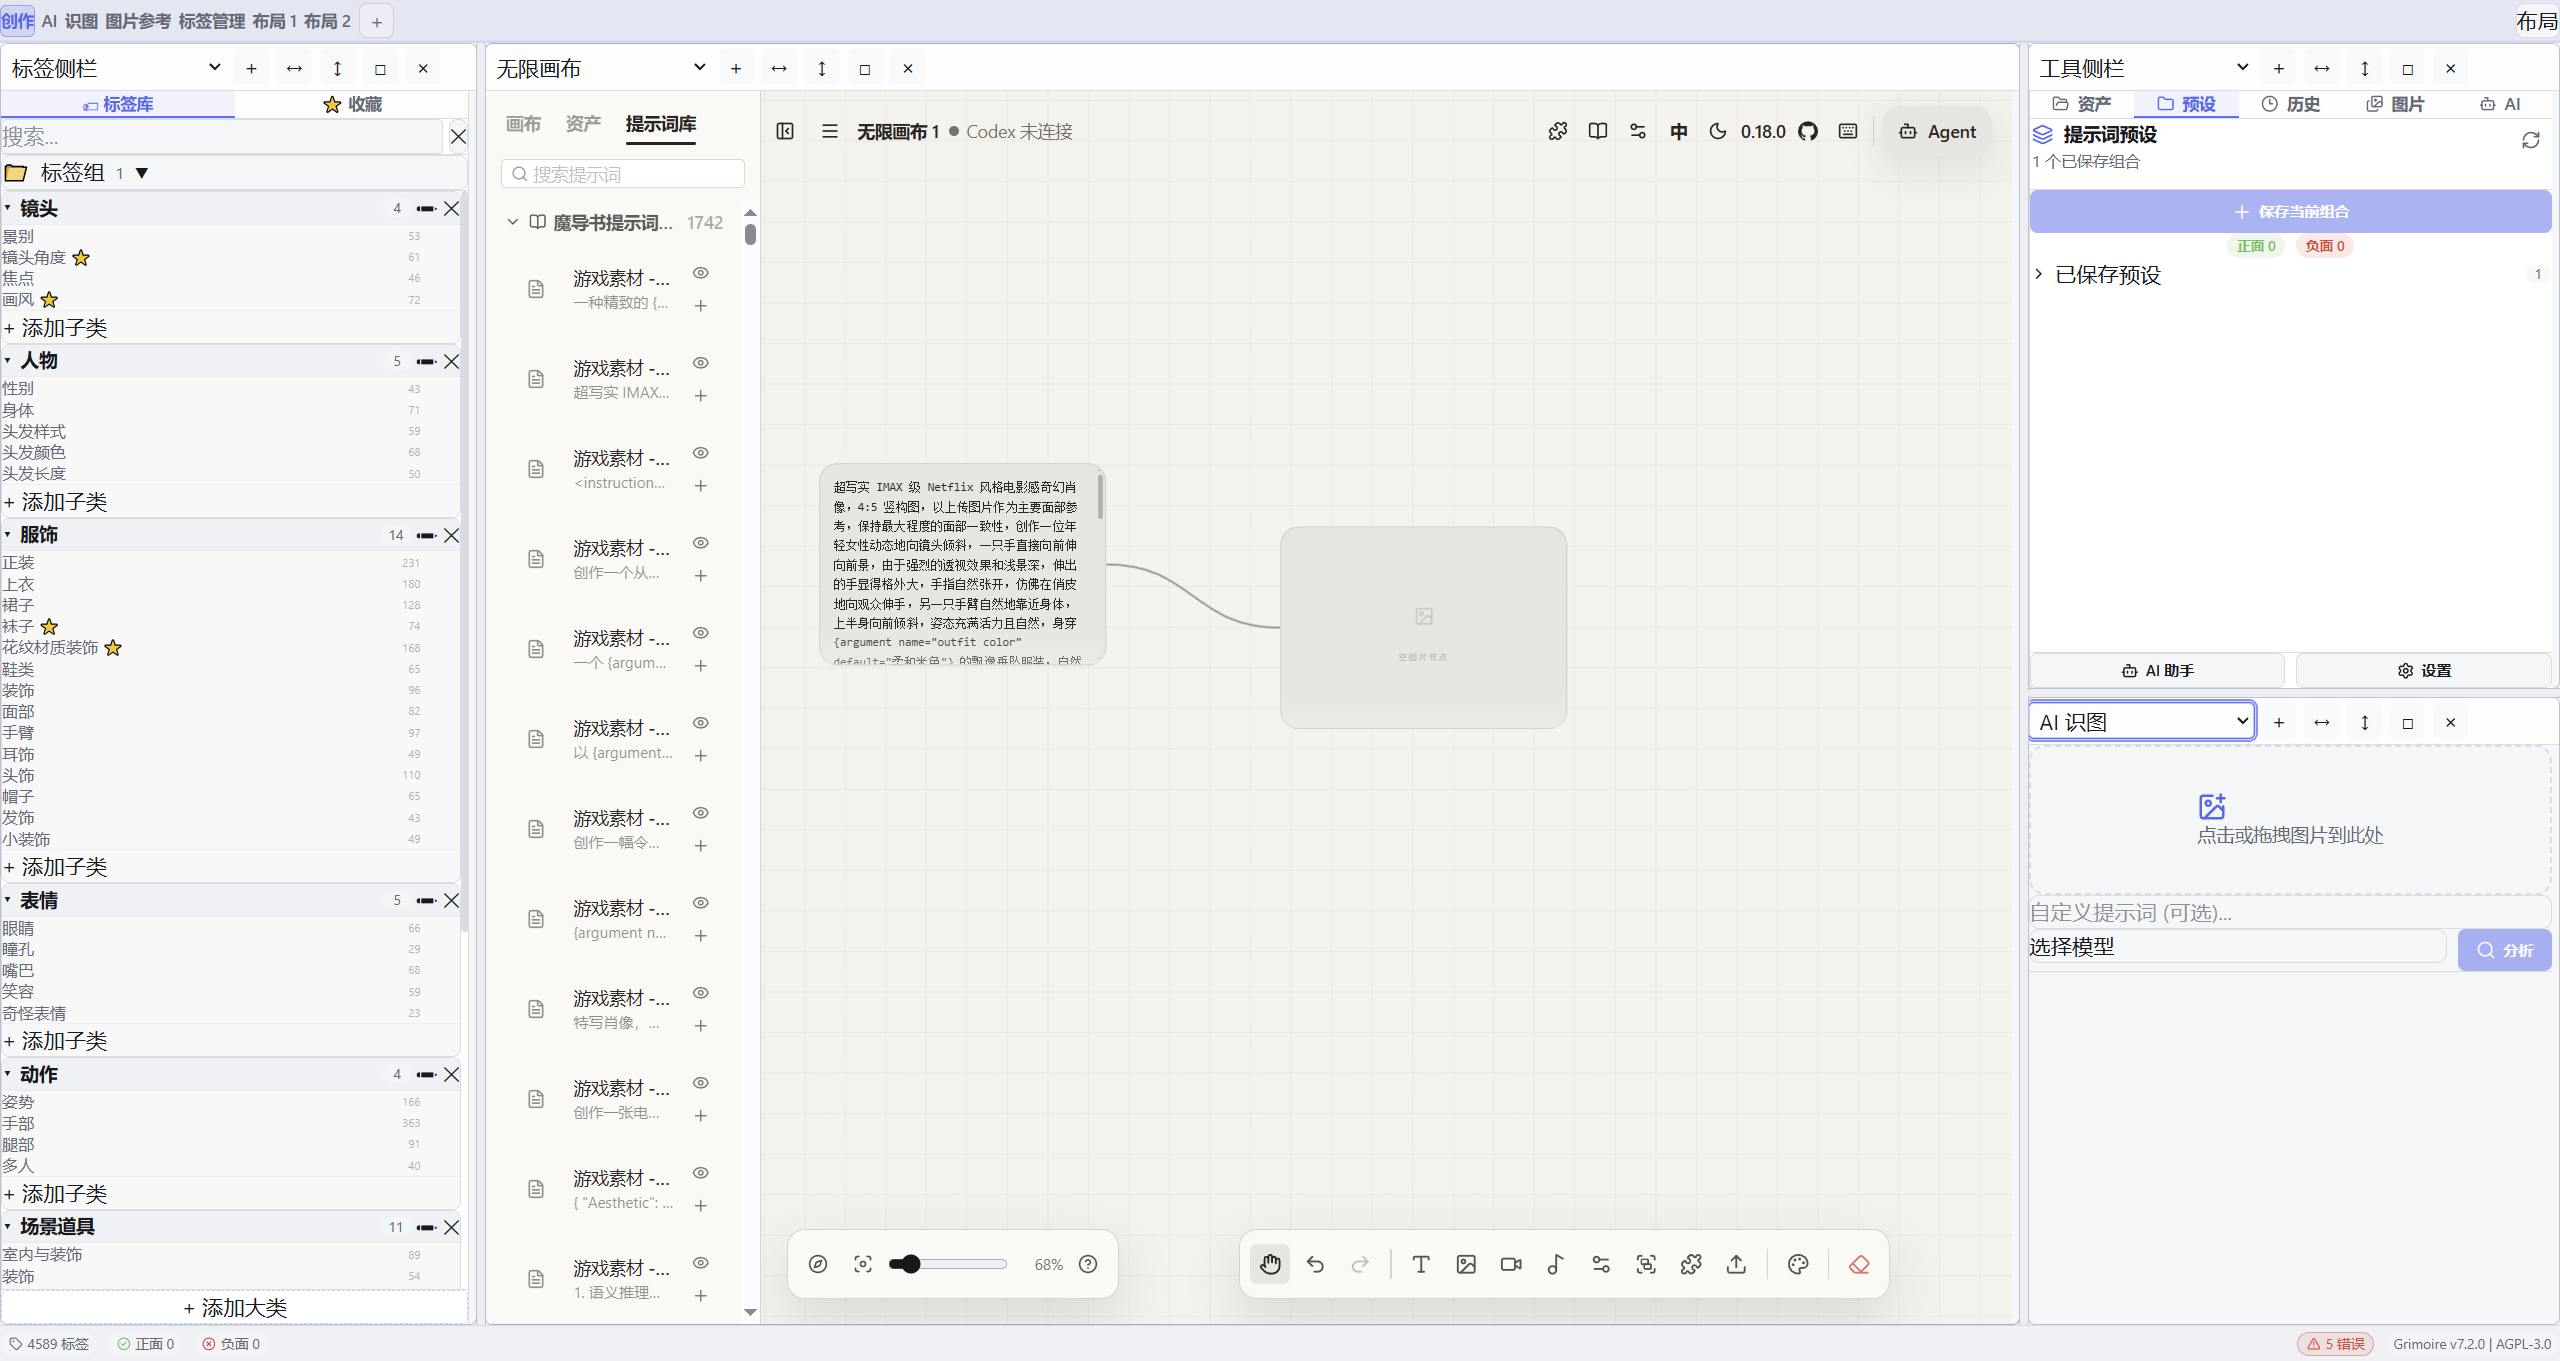 创作 AI 识图 图片参考 标签管理 布局 1 布局 2 +
布局
标签侧栏
标签库 收藏
搜索...
标签组 1 ▼
镜头 4
景别 53
镜头角度 61
焦点 46
画风 72
+ 添加子类
人物 5
性别 43
身体 71
头发样式 59
头发颜色 68
头发长度 50
+ 添加子类
服饰 14
正装 231
上衣 180
裙子 128
袜子 74
花纹材质装饰 168
鞋类 65
装饰 96
面部 82
手臂 97
耳饰 49
头饰 110
帽子 65
发饰 43
小装饰 49
+ 添加子类
表情 5
眼睛 66
瞳孔 29
嘴巴 68
笑容 59
奇怪表情 23
+ 添加子类
动作 4
姿势 166
手部 363
腿部 91
多人 40
+ 添加子类
场景道具 11
室内与装饰 89
装饰 54
+ 添加大类
4589 标签 正面 0 负面 0
无限画布
画布 资产 提示词库
搜索提示词
魔导书提示词... 1742
游戏素材 -...
一种精致的 {...
游戏素材 -...
超写实 IMAX...
游戏素材 -...
<instruction...
游戏素材 -...
创作一个从...
游戏素材 -...
一个 {argum...
游戏素材 -...
以 {argument...
游戏素材 -...
创作一幅令...
游戏素材 -...
{argument n...
游戏素材 -...
特写肖像，...
游戏素材 -...
创作一张电...
游戏素材 -...
{ "Aesthetic": ...
游戏素材 -...
1. 语义推理...
无限画布 1 Codex 未连接
中 0.18.0 Agent
超写实 IMAX 级 Netflix 风格电影感奇幻肖
像，4:5 竖构图，以上传图片作为主要面部参
考，保持最大程度的面部一致性，创作一位年
轻女性动态地向镜头倾斜，一只手直接向前伸
向前景，由于强烈的透视效果和浅景深，伸出
的手显得格外大，手指自然张开，仿佛在俏皮
地向观众伸手，另一只手臂自然地靠近身体，
上半身向前倾斜，姿态充满活力且自然，身穿
{argument name="outfit color"
default="柔和米色"} 的飘逸垂坠服装，自然
空图片节点
68%
工具侧栏
资产 预设 历史 图片 AI
提示词预设
1 个已保存组合
保存当前组合
正面 0 负面 0
已保存预设 1
AI 助手 设置
AI 识图
点击或拖拽图片到此处
自定义提示词 (可选)...
选择模型 分析
5 错误 Grimoire v7.2.0 | AGPL-3.0